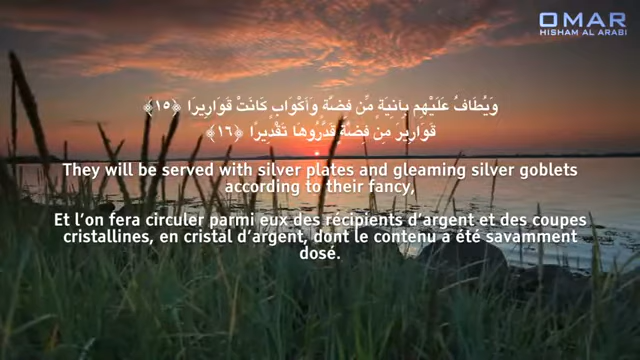 OMAR
HISHAM AL ARABI
وَيُطَافُ عَلَيْهِم بِآنِيَةٍ مِّن فِضَّةٍ وَأَكْوَابٍ كَانَتْ قَوَارِيرَا ﴿١٥﴾
قَوَارِيرَ مِن فِضَّةٍ قَدَّرُوهَا تَقْدِيرًا ﴿١٦﴾
They will be served with silver plates and gleaming silver goblets
according to their fancy,
Et l’on fera circuler parmi eux des récipients d’argent et des coupes
cristallines, en cristal d’argent, dont le contenu a été savamment
dosé.